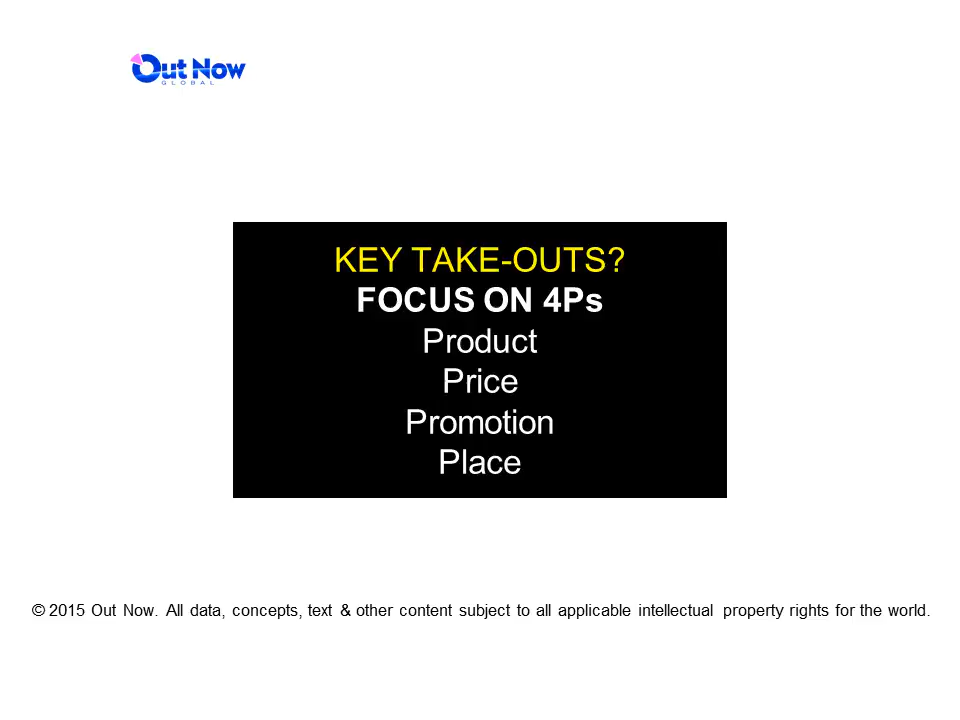 Out Now
GLOBAL
KEY TAKE-OUTS?
FOCUS ON 4Ps
Product
Price
Promotion
Place
© 2015 Out Now. All data, concepts, text & other content subject to all applicable intellectual property rights for the world.